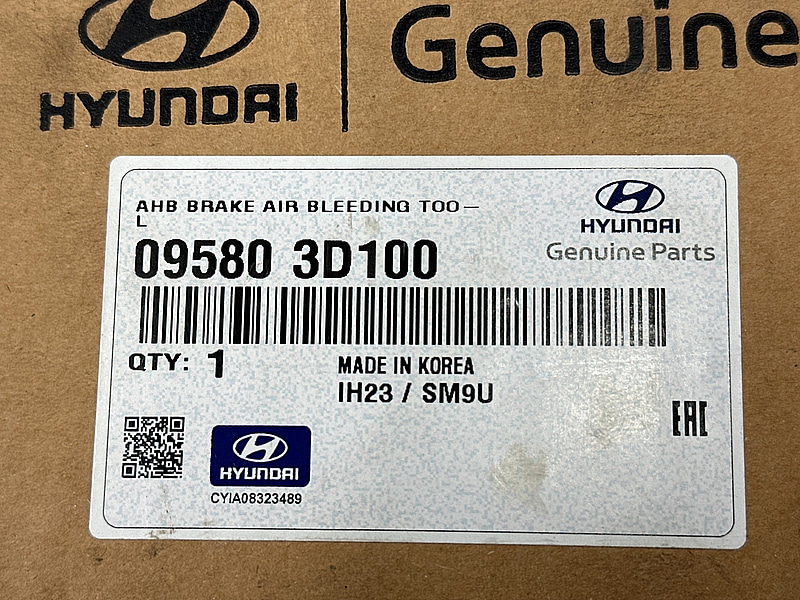 HYUNDAI
Genuine
AHB BRAKE AIR BLEEDING TOO—
L
HYUNDAI
Genuine Parts
09580 3D100
QTY: 1
MADE IN KOREA
IH23 / SM9U
EAC
HYUNDAI
CYIA08323489